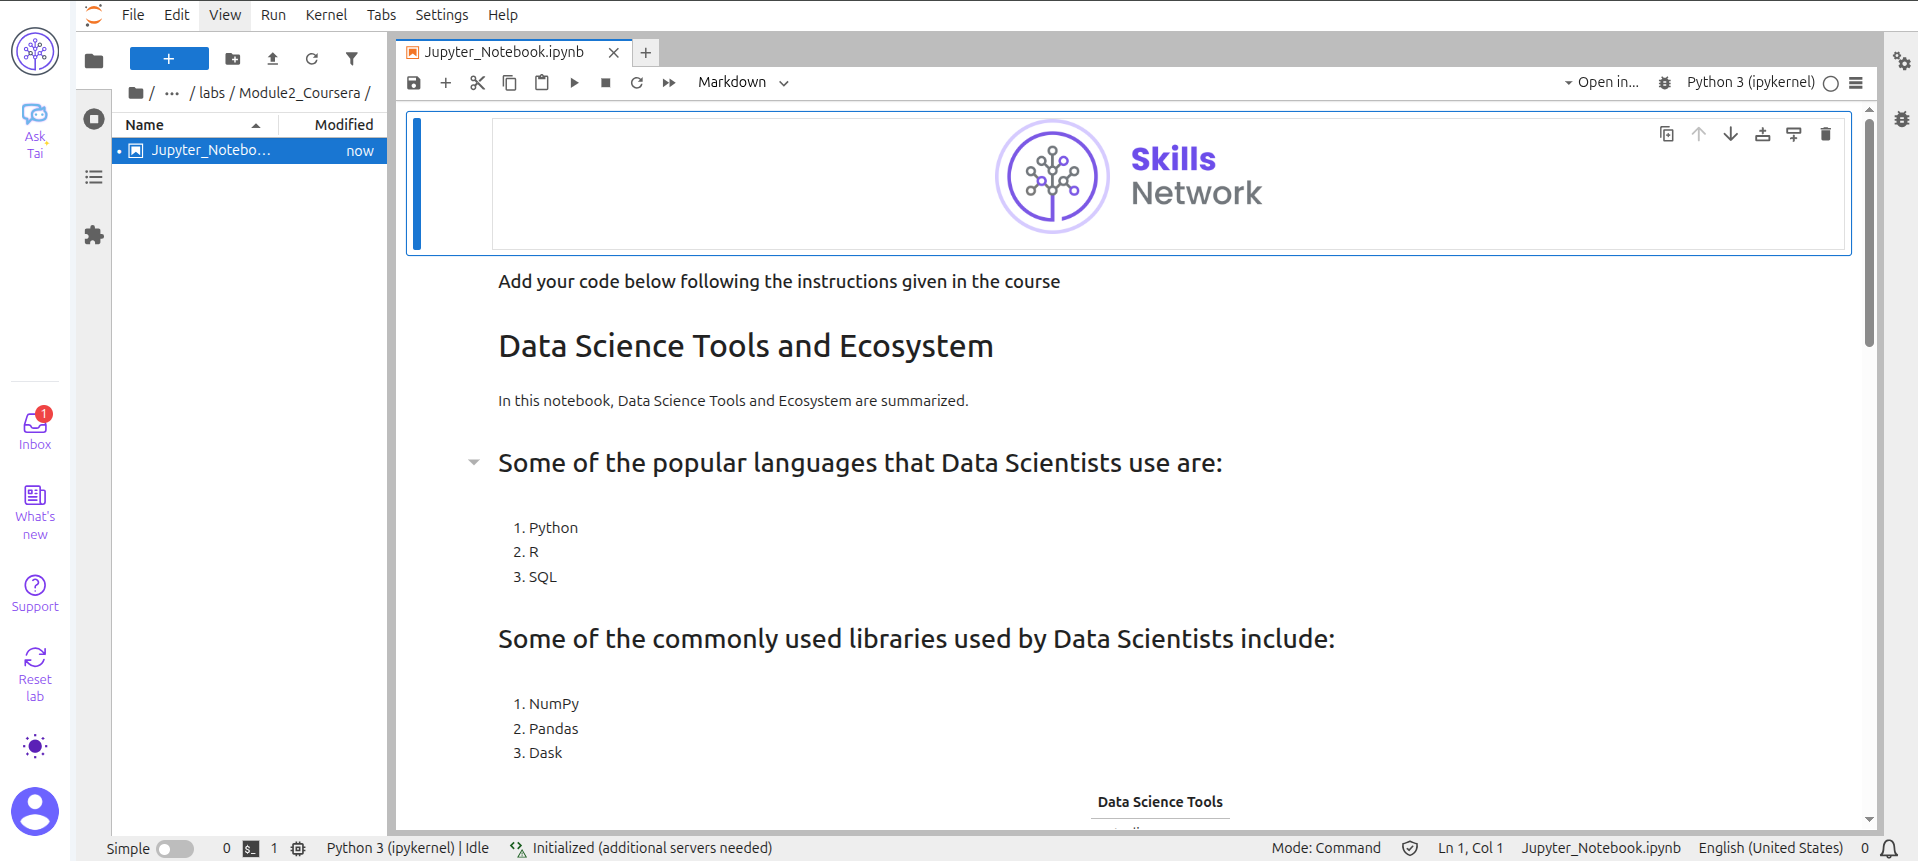 File Edit View Run Kernel Tabs Settings Help
Ask
Tai
1
Inbox
What's
new
Support
Reset
lab
+
/ ··· / labs / Module2_Coursera /
Name Modified
Jupyter_Notebo... now
Jupyter_Notebook.ipynb
Markdown
Open in...
Python 3 (ipykernel)
Skills
Network
Add your code below following the instructions given in the course
Data Science Tools and Ecosystem
In this notebook, Data Science Tools and Ecosystem are summarized.
Some of the popular languages that Data Scientists use are:
1. Python
2. R
3. SQL
Some of the commonly used libraries used by Data Scientists include:
1. NumPy
2. Pandas
3. Dask
Data Science Tools
Simple 0 $_ 1 Python 3 (ipykernel) | Idle Initialized (additional servers needed) Mode: Command Ln 1, Col 1 Jupyter_Notebook.ipynb English (United States) 0